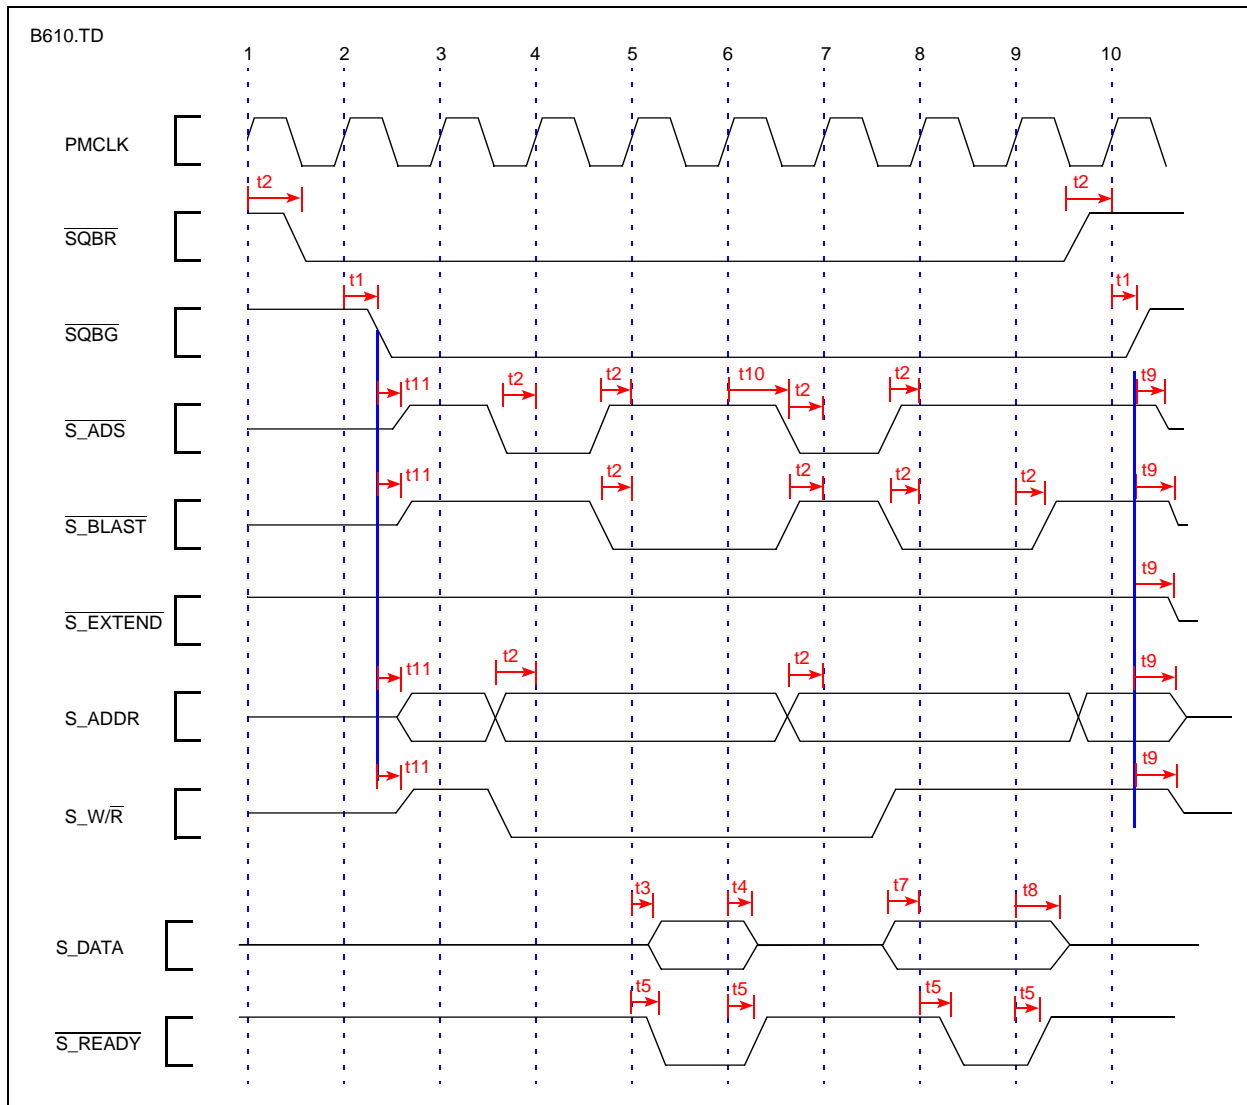 B610.TD
1 2 3 4 5 6 7 8 9 10
PMCLK
t2 t2
SQBR
t1 t1
SQBG
t11 t2 t2 t10 t2 t2 t9
S_ADS
t11 t2 t2 t2 t2 t9
S_BLAST
t9
S_EXTEND
t11 t2 t2 t9
S_ADDR
t11 t9
S_W/R
t3 t4 t7 t8
S_DATA
t5 t5 t5 t5
S_READY